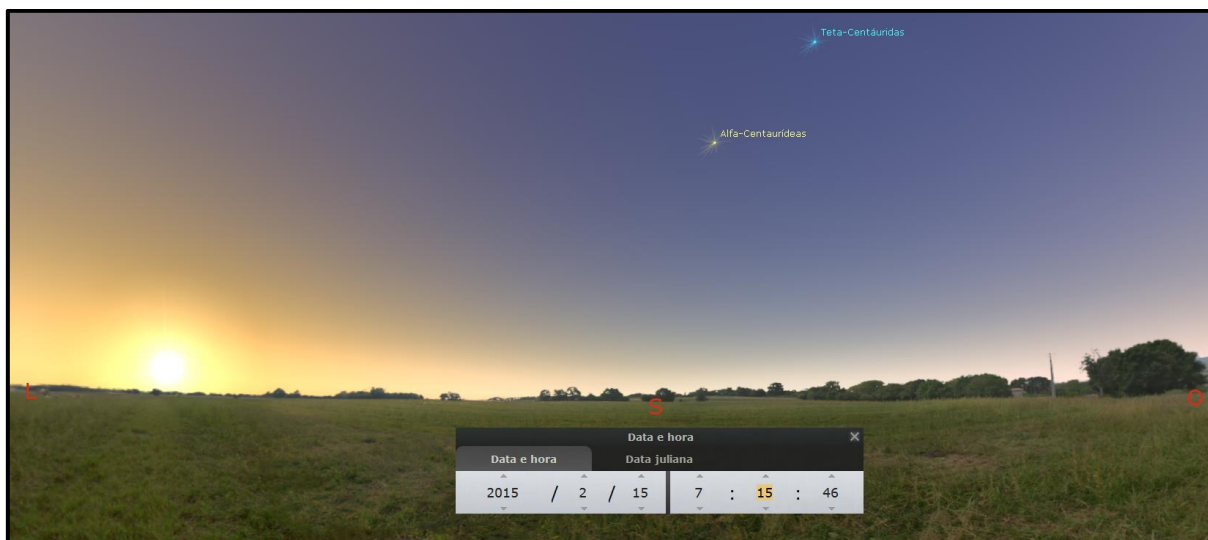 Teta-Centáuridas
Alfa-Centaurídeas
L
S
O
Data e hora
Data e hora Data juliana
2015 / 2 / 15 7 : 15 : 46